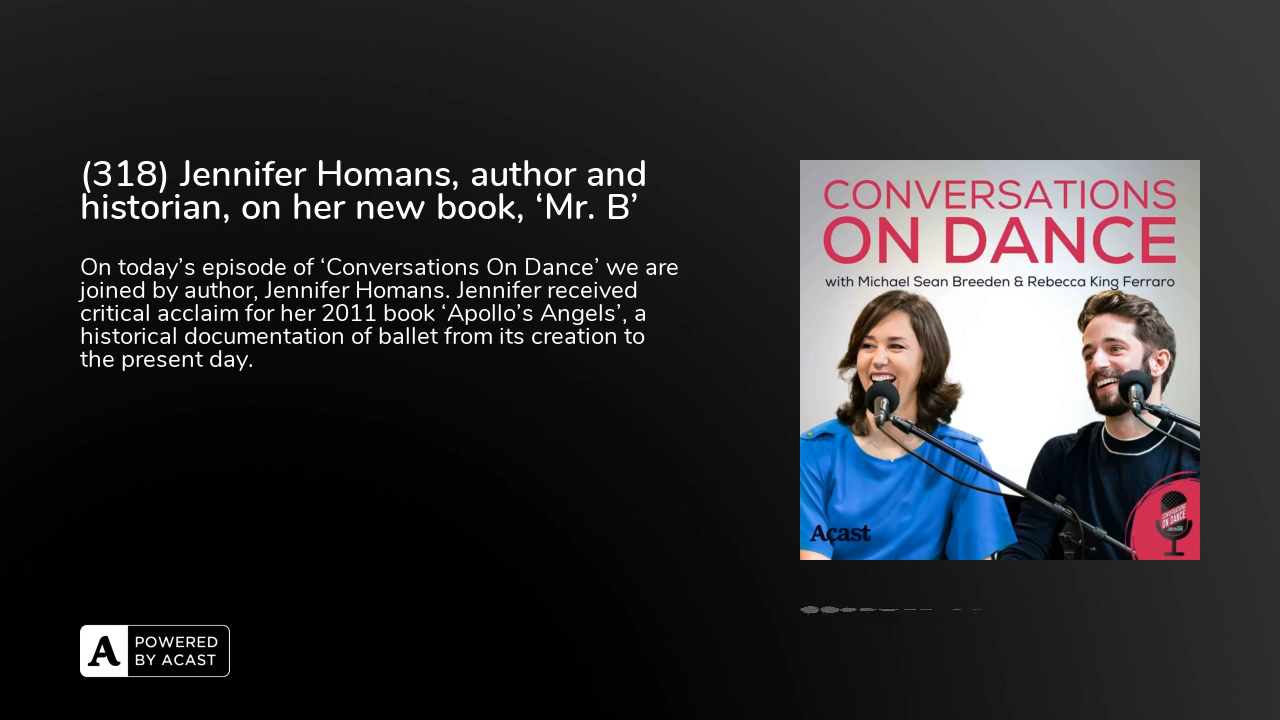 (318) Jennifer Homans, author and
historian, on her new book, ‘Mr. B’
On today’s episode of ‘Conversations On Dance’ we are
joined by author, Jennifer Homans. Jennifer received
critical acclaim for her 2011 book ‘Apollo’s Angels’, a
historical documentation of ballet from its creation to
the present day.
CONVERSATIONS
ON DANCE
with Michael Sean Breeden & Rebecca King Ferraro
Acast
CONVERSATIONS
ON DANCE
A POWERED
BY ACAST